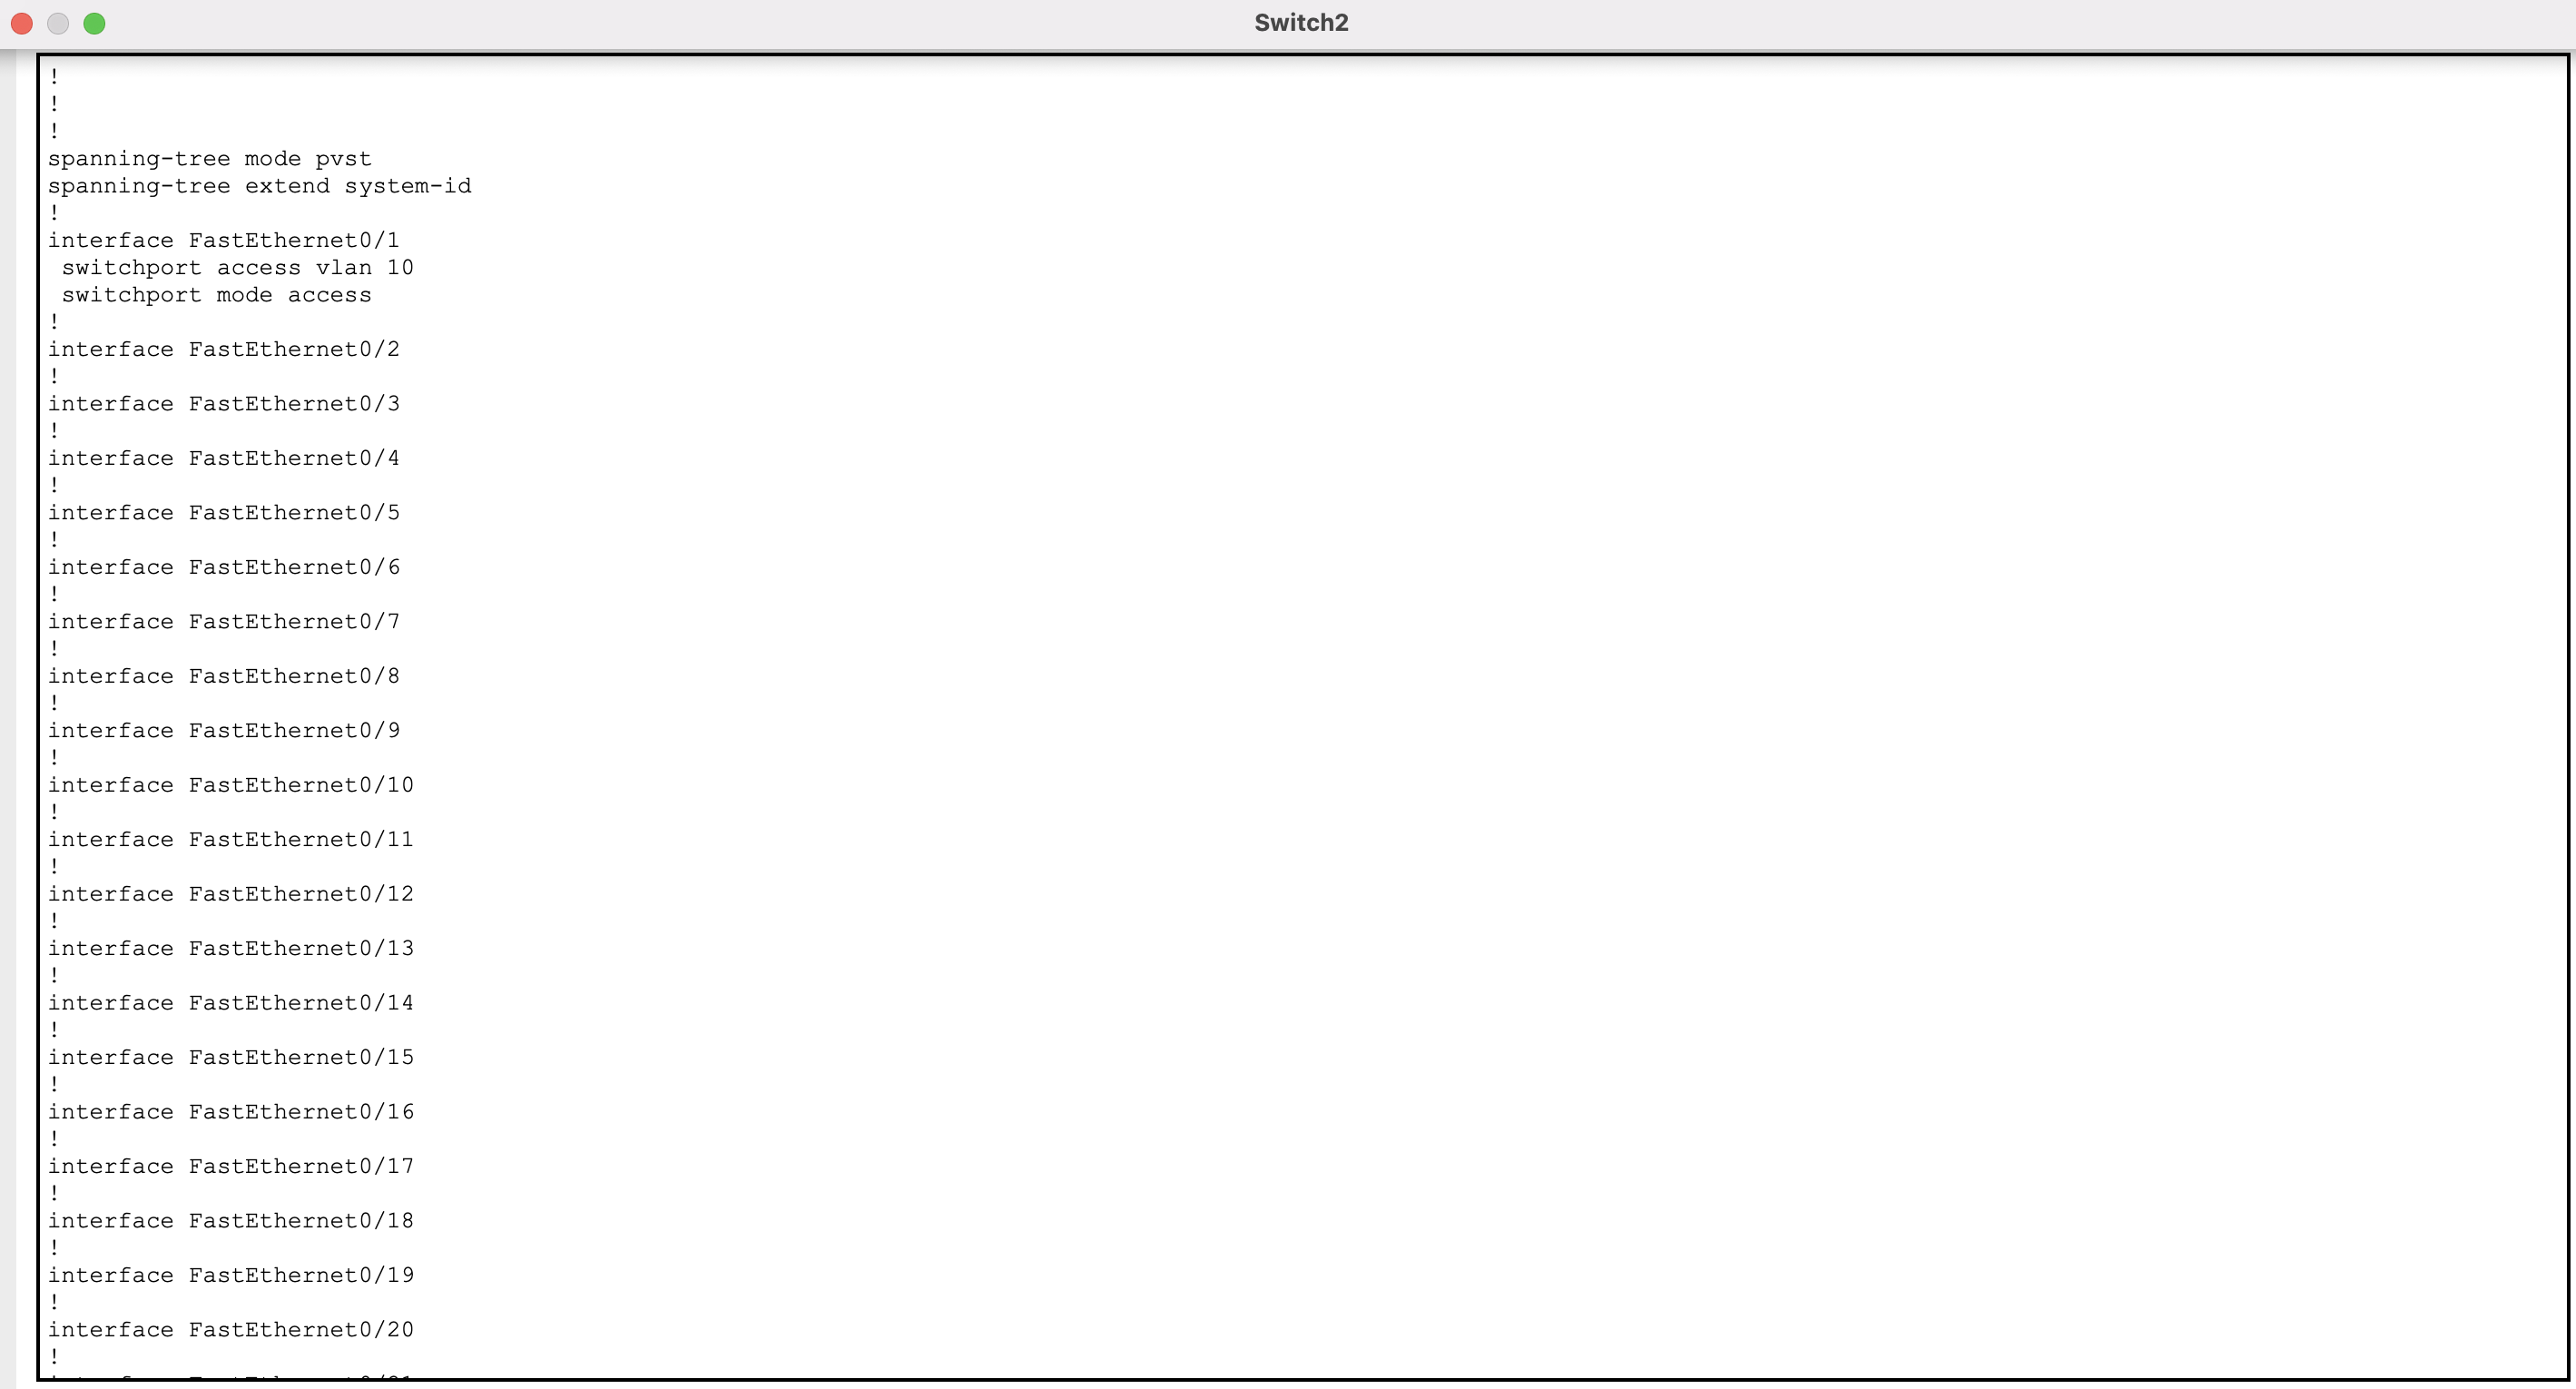 Switch2
!
!
!
spanning-tree mode pvst
spanning-tree extend system-id
!
interface FastEthernet0/1
 switchport access vlan 10
 switchport mode access
!
interface FastEthernet0/2
!
interface FastEthernet0/3
!
interface FastEthernet0/4
!
interface FastEthernet0/5
!
interface FastEthernet0/6
!
interface FastEthernet0/7
!
interface FastEthernet0/8
!
interface FastEthernet0/9
!
interface FastEthernet0/10
!
interface FastEthernet0/11
!
interface FastEthernet0/12
!
interface FastEthernet0/13
!
interface FastEthernet0/14
!
interface FastEthernet0/15
!
interface FastEthernet0/16
!
interface FastEthernet0/17
!
interface FastEthernet0/18
!
interface FastEthernet0/19
!
interface FastEthernet0/20
!